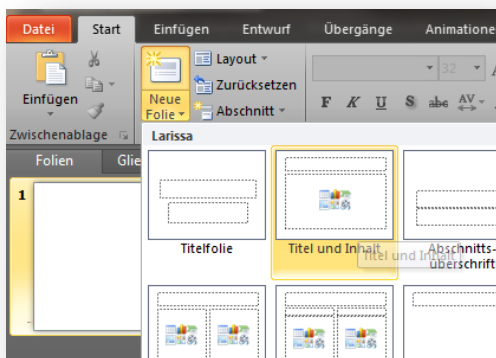 Datei Start Einfügen Entwurf Übergänge Animatione
Layout
Zurücksetzen
Abschnitt
Einfügen
Neue
Folie
32
F K U S abc AV
Zwischenablage
Larissa
Folien Glie
1
Titelfolie
Titel und Inhalt
Abschnitts-
überschrift
Titel und Inhalt